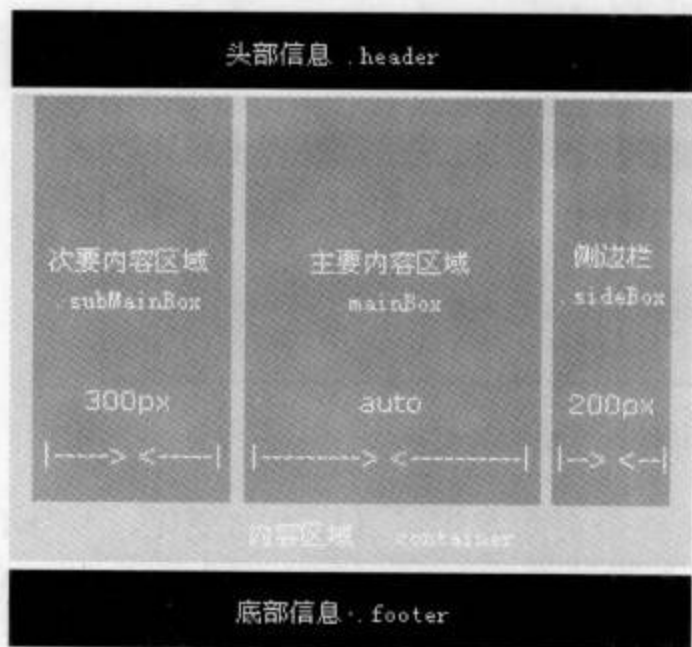 头部信息 .header
次要内容区域
.subMainBox
300px
|-----> <-----|
主要内容区域
mainBox
auto
|---------> <----------|
侧边栏
.sideBox
200px
|--> <--|
内容区域 container
底部信息 .footer